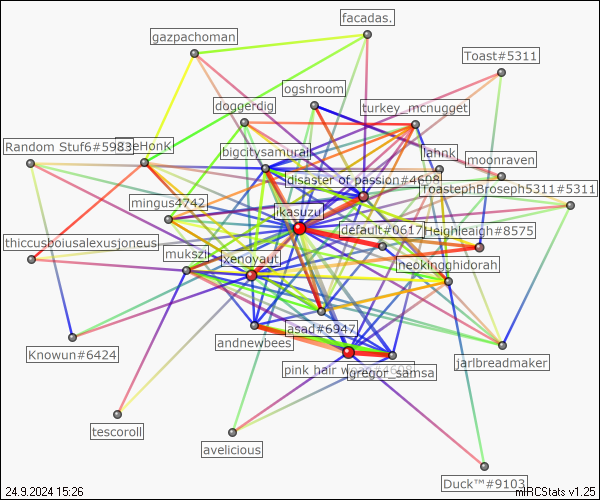 facadas.
gazpachoman
Toast#5311
ogshroom
doggerdig
turkey_mcnugget
Random Stuf6#5983
eHonK
bigcitysamurai
lahnk
moonraven
disaster of passion#4608
ToastephBroseph5311#5311
mingus4742
ikasuzu
default#0617
Heighleaigh#8575
thiccusboiusalexusjoneus
mukszii
xenoyaut
neokingghidorah
asad#6947
andnewbees
Knowun#6424
pink hair w
gregor_samsa
jarlbreadmaker
tescoroll
avelicious
Duck™#9103
24.9.2024 15:26
mIRCStats v1.25